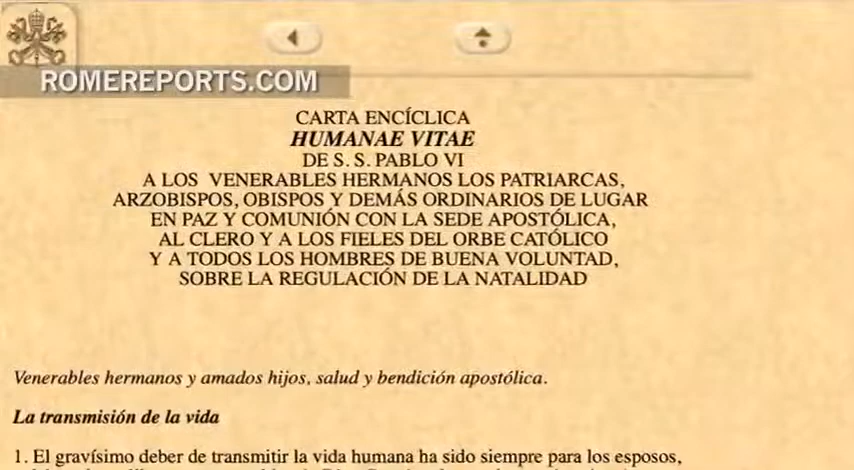 ROMEREPORTS.COM
CARTA ENCÍCLICA
HUMANAE VITAE
DE S. S. PABLO VI
A LOS VENERABLES HERMANOS LOS PATRIARCAS,
ARZOBISPOS, OBISPOS Y DEMÁS ORDINARIOS DE LUGAR
EN PAZ Y COMUNIÓN CON LA SEDE APOSTÓLICA,
AL CLERO Y A LOS FIELES DEL ORBE CATÓLICO
Y A TODOS LOS HOMBRES DE BUENA VOLUNTAD,
SOBRE LA REGULACIÓN DE LA NATALIDAD
Venerables hermanos y amados hijos, salud y bendición apostólica.
La transmisión de la vida
1. El gravísimo deber de transmitir la vida humana ha sido siempre para los esposos,